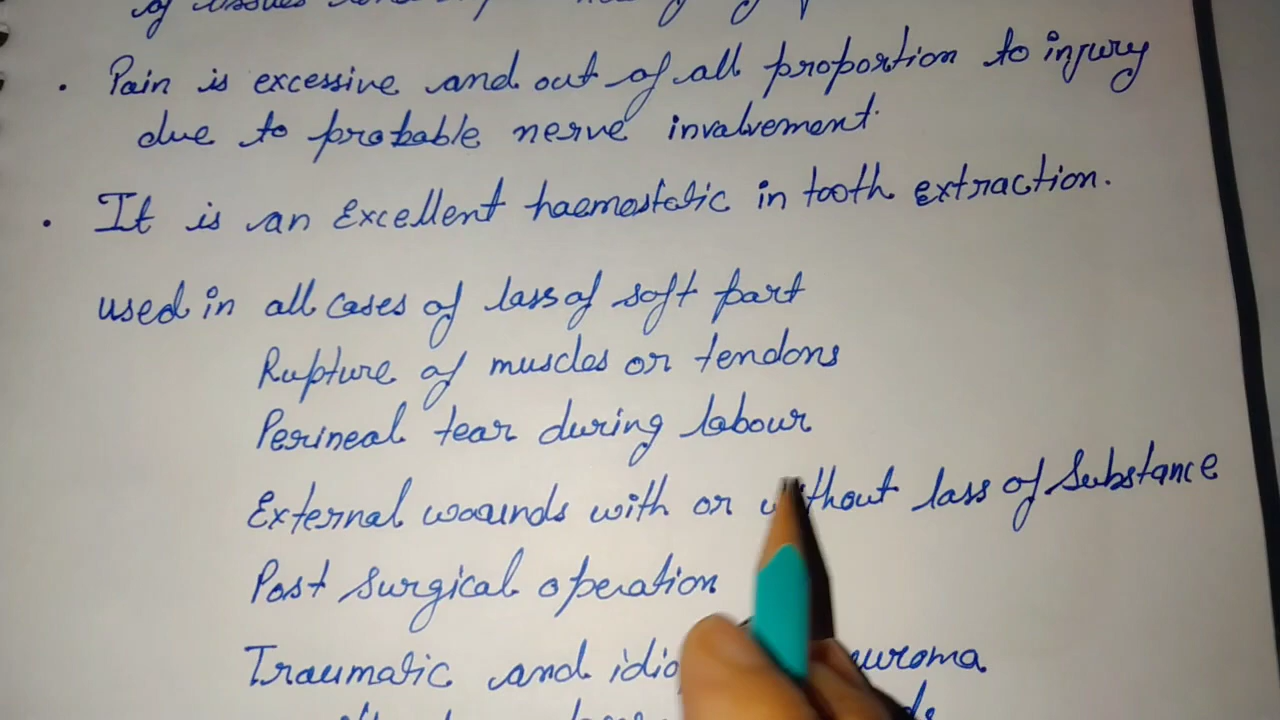 of
• Pain is excessive and out of all proportion to injury
due to probable nerve involvement.
• It is an Excellent haemostatic in tooth extraction.
used in all cases of loss of soft part
Rupture of muscles or tendons
Perineal tear during labour
External wounds with or without loss of substance
Post surgical operation
Traumatic and